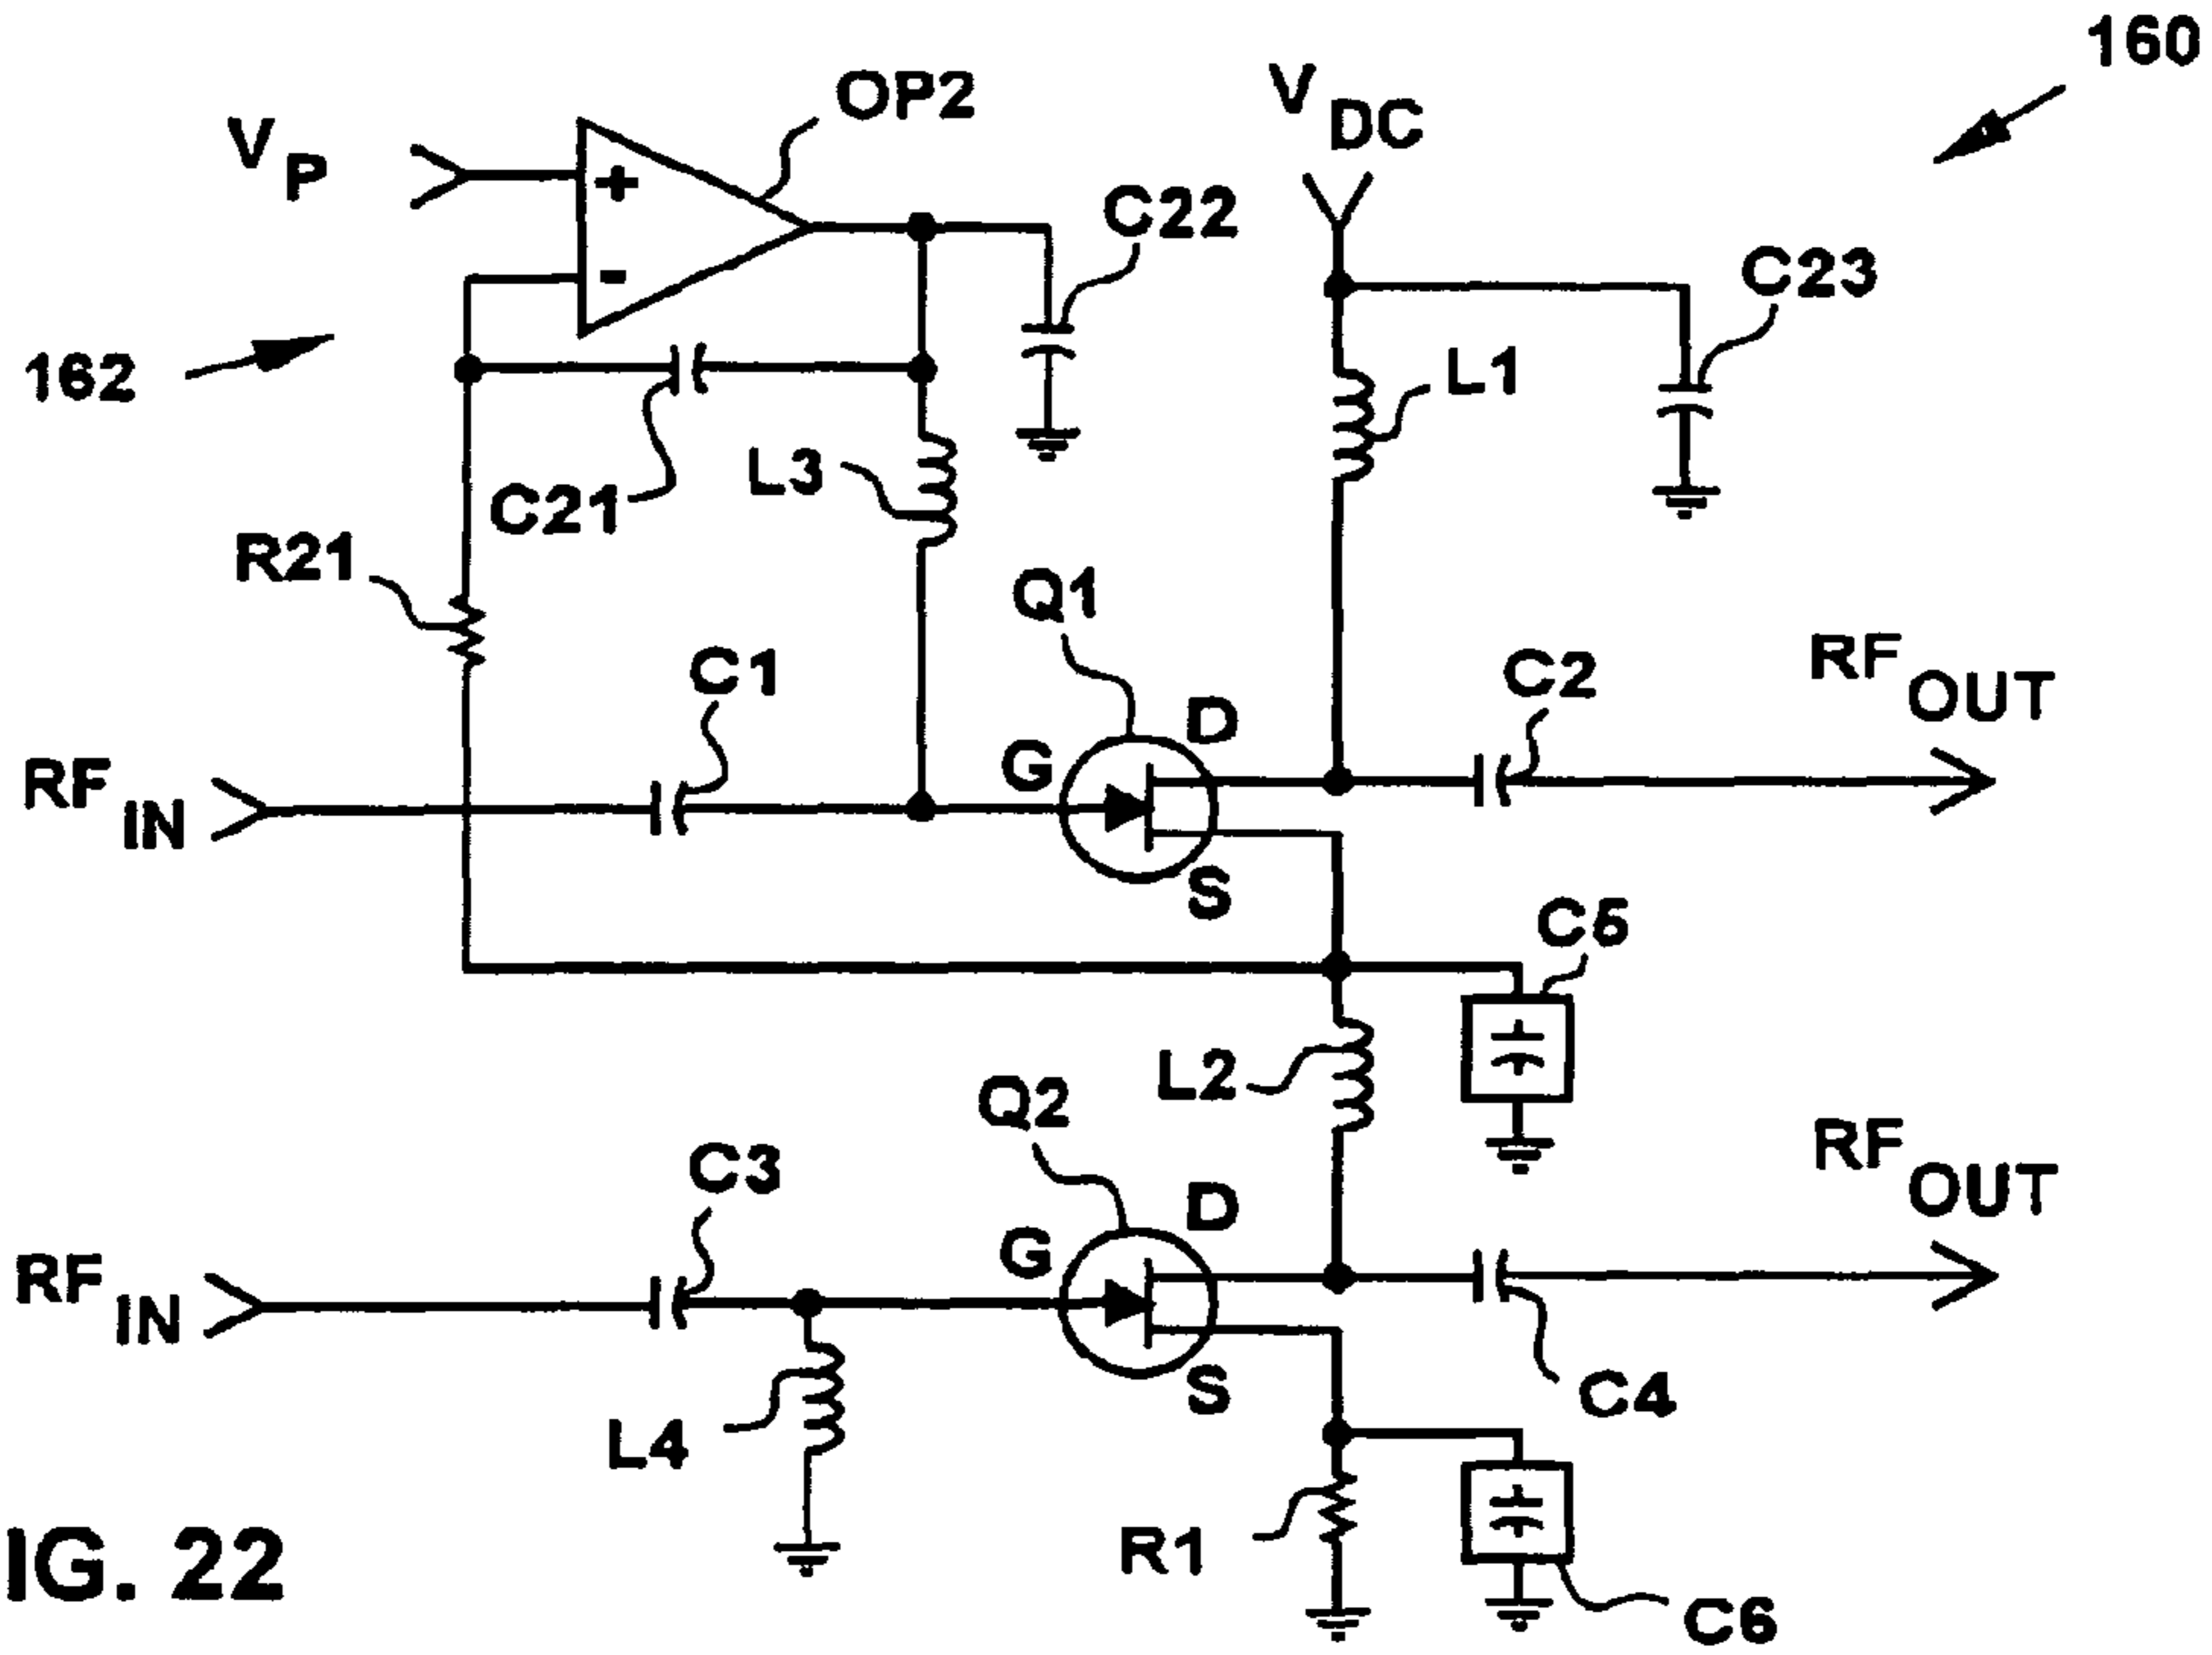 160
V DC
OP2
V P
+
-
C22
C23
162
L1
L3
C21
R21
Q1
C1
D
C2
RF OUT
G
RF IN
S
C5
L2
Q2
RF OUT
C3
D
G
RF IN
S
C4
L4
R1
IG. 22
C6